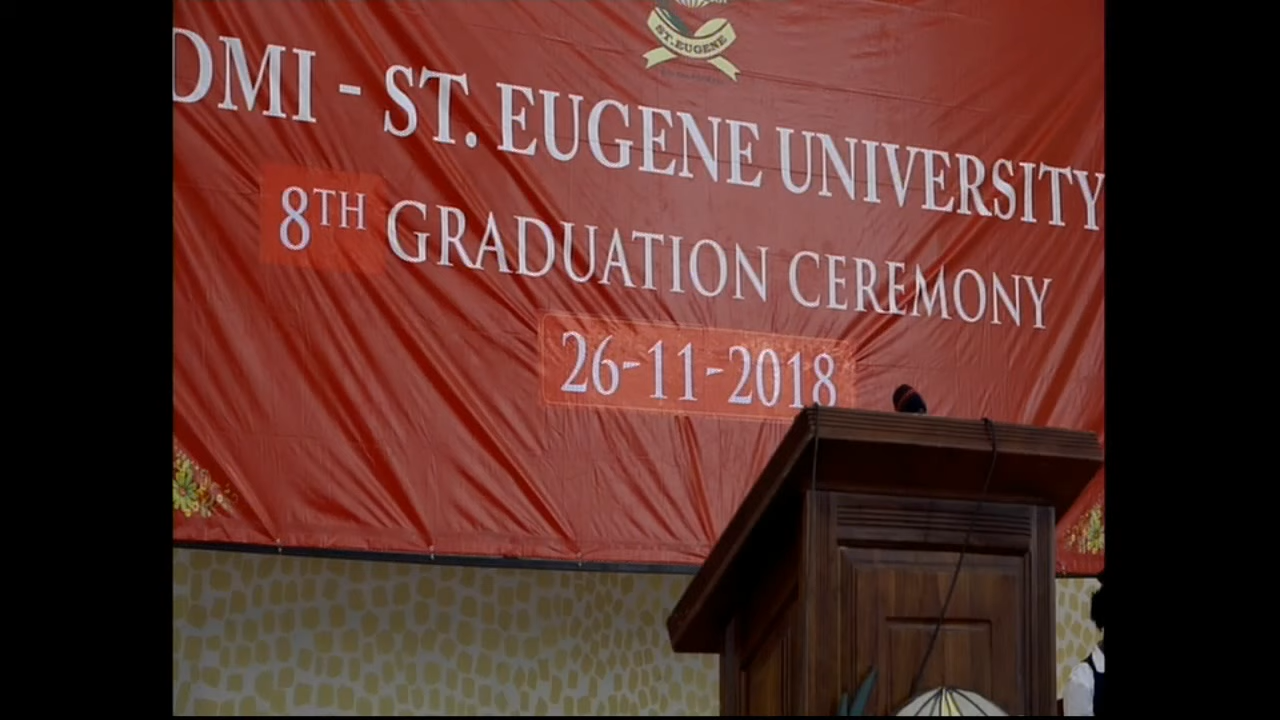 ST. EUGENE
DMI - ST. EUGENE UNIVERSITY
8TH GRADUATION CEREMONY
26-11-2018